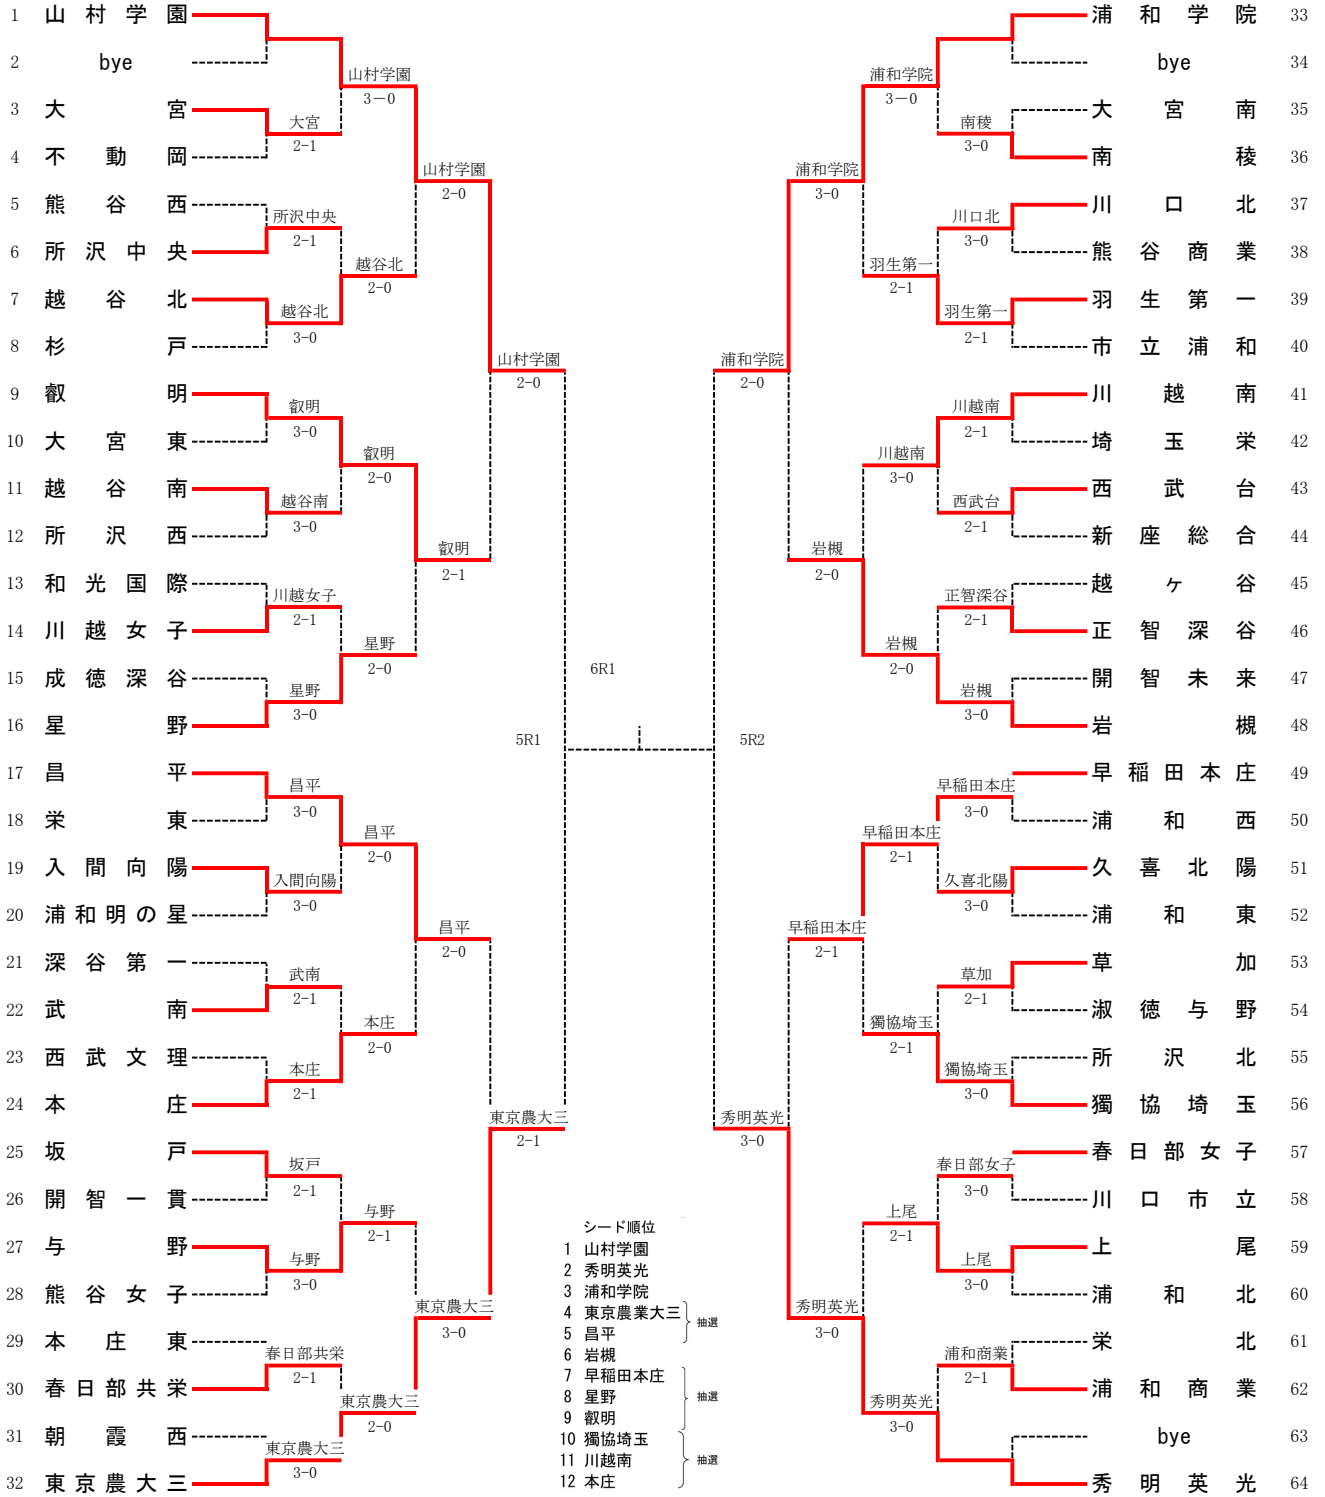 1 山村学園
2 bye
3 大宮
4 不動岡
5 熊谷西
6 所沢中央
7 越谷北
8 杉戸
9 叡明
10 大宮東
11 越谷南
12 所沢西
13 和光国際
14 川越女子
15 成徳深谷
16 星野
17 昌平
18 栄東
19 入間向陽
20 浦和明の星
21 深谷第一
22 武南
23 西武文理
24 本庄
25 坂戸
26 開智一貫
27 与野
28 熊谷女子
29 本庄東
30 春日部共栄
31 朝霞西
32 東京農大三
大宮
2-1
所沢中央
2-1
越谷北
3-0
叡明
3-0
越谷南
3-0
川越女子
2-1
星野
3-0
昌平
3-0
入間向陽
3-0
武南
2-1
本庄
2-1
坂戸
2-1
与野
3-0
春日部共栄
2-1
東京農大三
3-0
山村学園
3－0
越谷北
2-0
叡明
2-0
星野
2-0
昌平
2-0
本庄
2-0
与野
2-1
東京農大三
2-0
山村学園
2-0
叡明
2-1
昌平
2-0
東京農大三
3-0
山村学園
2-0
東京農大三
2-1
5R1
6R1
5R2
シード順位
1 山村学園
2 秀明英光
3 浦和学院
4 東京農業大三
5 昌平
抽選
6 岩槻
7 早稲田本庄
8 星野
9 叡明
抽選
10 獨協埼玉
11 川越南
12 本庄
抽選
浦和学院
2-0
秀明英光
3-0
浦和学院
3-0
岩槻
2-0
早稲田本庄
2-1
秀明英光
3-0
浦和学院
3－0
羽生第一
2-1
川越南
3-0
岩槻
2-0
早稲田本庄
2-1
獨協埼玉
2-1
上尾
2-1
秀明英光
3-0
南稜
3-0
川口北
3-0
羽生第一
2-1
川越南
2-1
西武台
2-1
正智深谷
2-1
岩槻
3-0
早稲田本庄
3-0
久喜北陽
3-0
草加
2-1
獨協埼玉
3-0
春日部女子
3-0
上尾
3-0
浦和商業
2-1
浦和学院 33
bye 34
大宮南 35
南稜 36
川口北 37
熊谷商業 38
羽生第一 39
市立浦和 40
川越南 41
埼玉栄 42
西武台 43
新座総合 44
越ヶ谷 45
正智深谷 46
開智未来 47
岩槻 48
早稲田本庄 49
浦和西 50
久喜北陽 51
浦和東 52
草加 53
淑徳与野 54
所沢北 55
獨協埼玉 56
春日部女子 57
川口市立 58
上尾 59
浦和北 60
栄北 61
浦和商業 62
bye 63
秀明英光 64